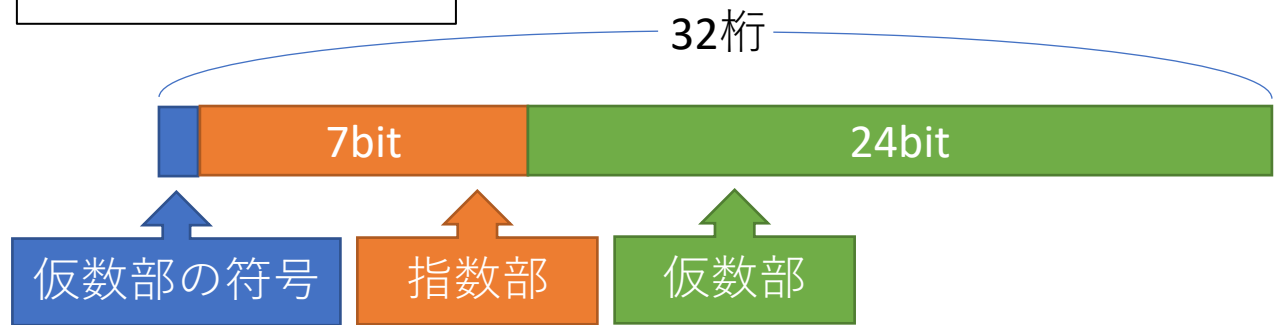 32桁
7bit
24bit
仮数部の符号
指数部
仮数部